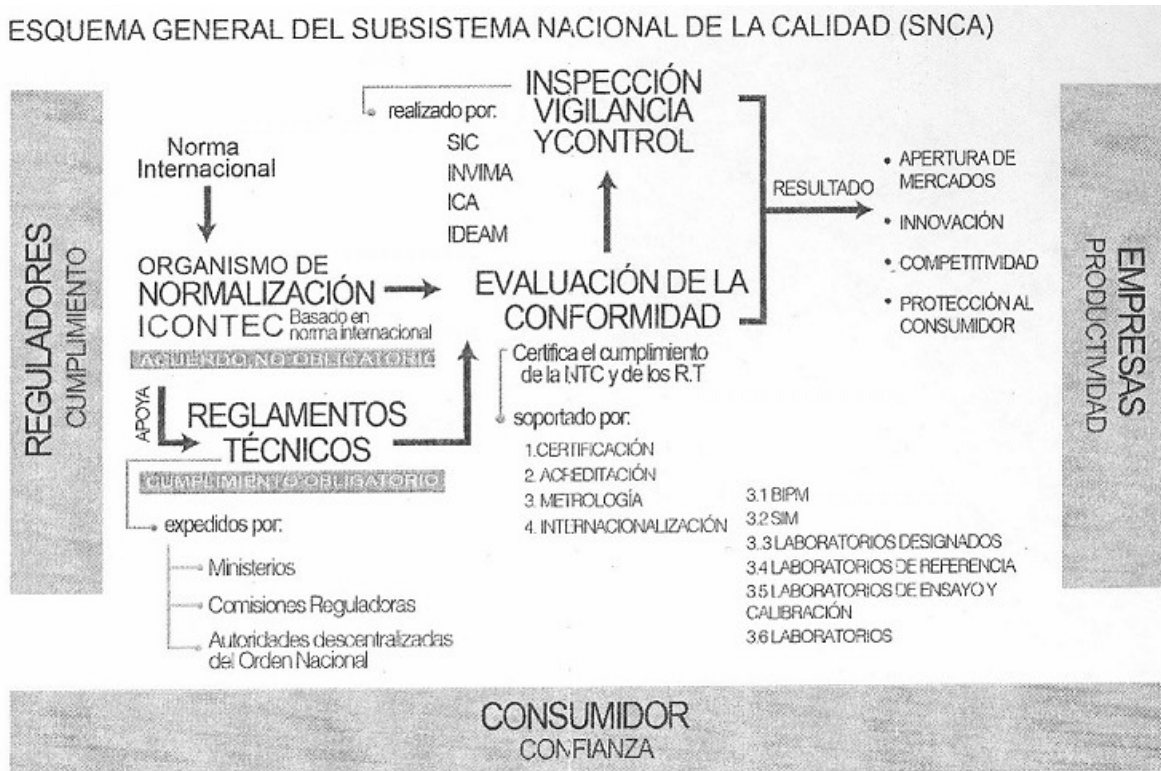 ESQUEMA GENERAL DEL SUBSISTEMA NACIONAL DE LA CALIDAD (SNCA)
REGULADORES
CUMPLIMIENTO
Norma
Internacional
ORGANISMO DE
NORMALIZACIÓN
ICONTEC Basado en
norma internacional
ACUERDO NO OBLIGATORIO
APOYA
REGLAMENTOS
TÉCNICOS
CUMPLIMIENTO OBLIGATORIO
expedidos por:
Ministerios
Comisiones Reguladoras
Autoridades descentralizadas
del Orden Nacional
INSPECCIÓN
VIGILANCIA
YCONTROL
realizado por:
SIC
INVIMA
ICA
IDEAM
EVALUACIÓN DE LA
CONFORMIDAD
Certifica el cumplimiento
de la NTC y de los R.T
soportado por:
1.CERTIFICACIÓN
2. ACREDITACIÓN
3. METROLOGÍA
4. INTERNACIONALIZACIÓN
3.1 BIPM
3.2 SIM
3.3 LABORATORIOS DESIGNADOS
3.4 LABORATORIOS DE REFERENCIA
3.5 LABORATORIOS DE ENSAYO Y
CALIBRACIÓN
3.6 LABORATORIOS
RESULTADO
• APERTURA DE
MERCADOS
• INNOVACIÓN
• COMPETITIVIDAD
• PROTECCIÓN AL
CONSUMIDOR
EMPRESAS
PRODUCTIVIDAD
CONSUMIDOR
CONFIANZA